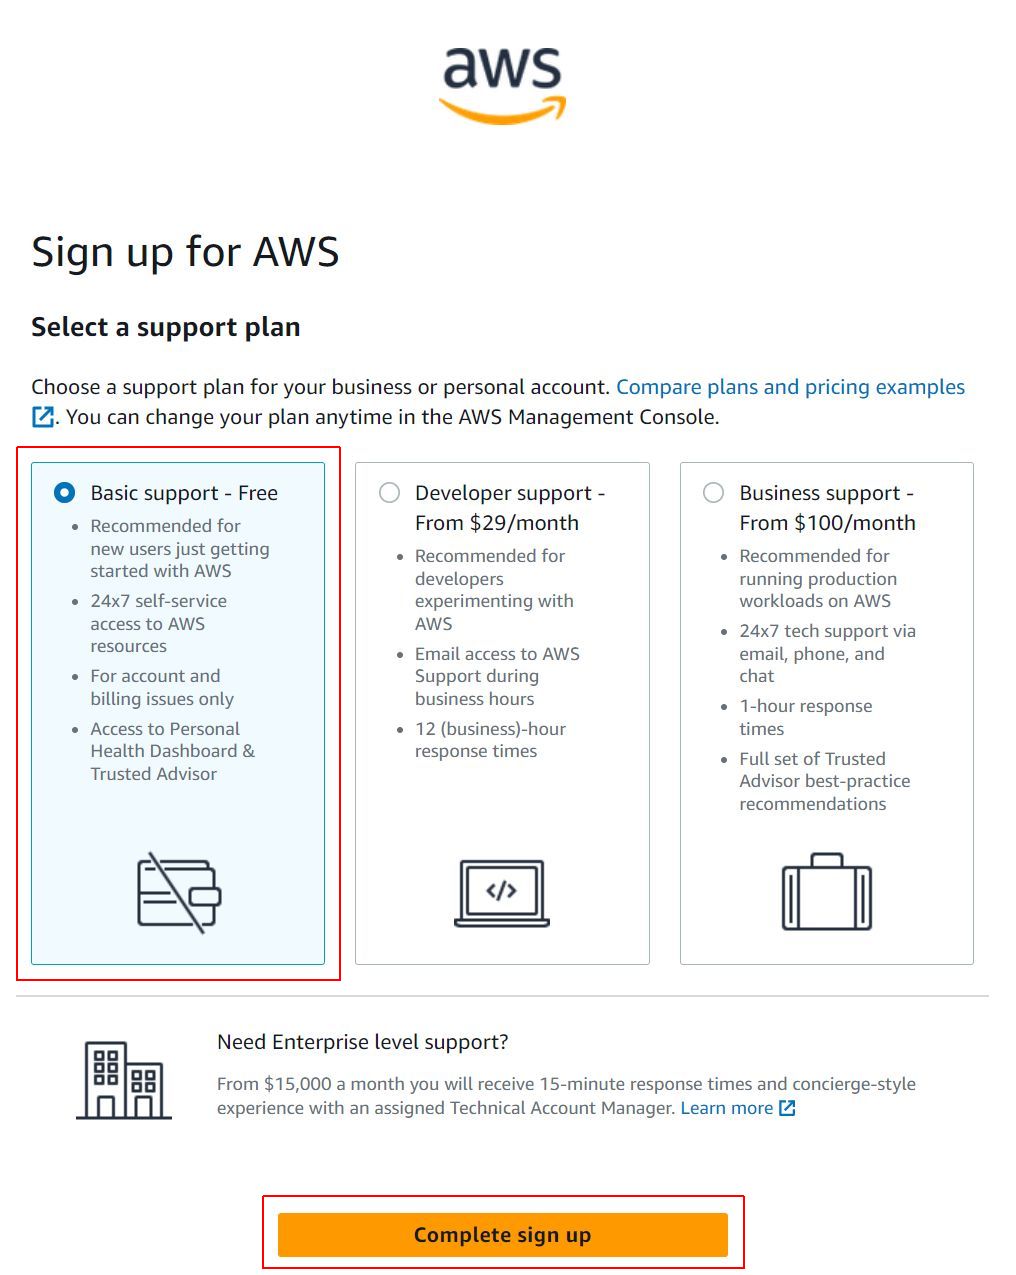 aws
Sign up for AWS
Select a support plan
Choose a support plan for your business or personal account. Compare plans and pricing examples
. You can change your plan anytime in the AWS Management Console.
Basic support - Free
Recommended for
new users just getting
started with AWS
24x7 self-service
access to AWS
resources
For account and
billing issues only
Access to Personal
Health Dashboard &
Trusted Advisor
Developer support -
From $29/month
Recommended for
developers
experimenting with
AWS
Email access to AWS
Support during
business hours
12 (business)-hour
response times
</>
Business support -
From $100/month
Recommended for
running production
workloads on AWS
24x7 tech support via
email, phone, and
chat
1-hour response
times
Full set of Trusted
Advisor best-practice
recommendations
Need Enterprise level support?
From $15,000 a month you will receive 15-minute response times and concierge-style
experience with an assigned Technical Account Manager. Learn more
Complete sign up